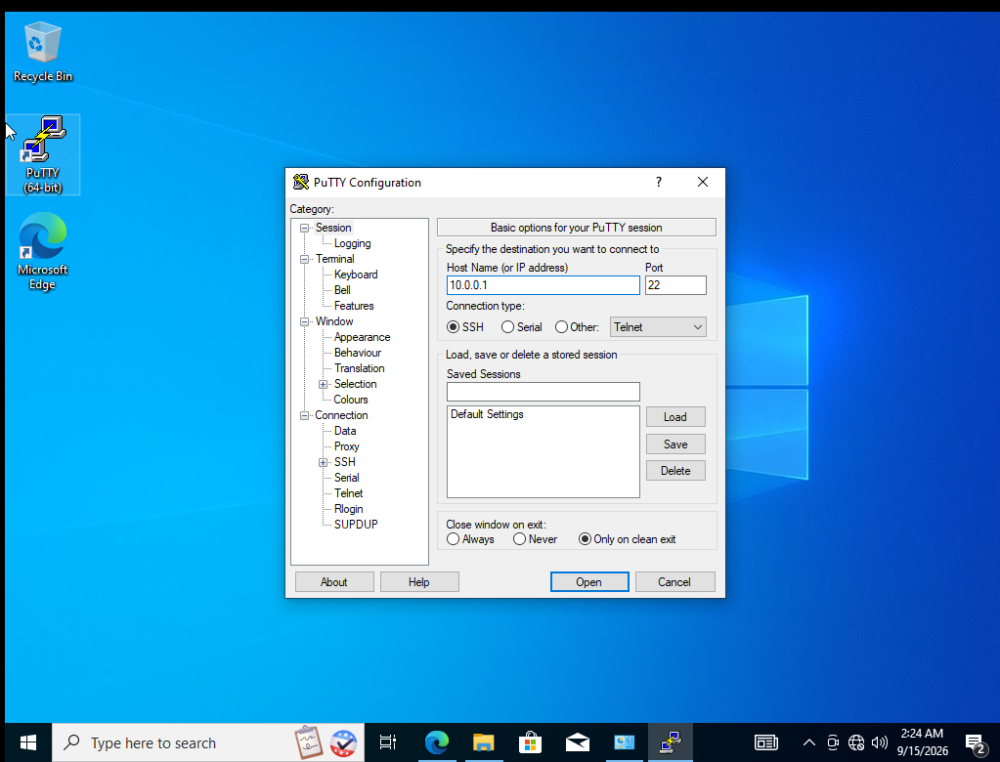 Recycle Bin
PuTTY
(64-bit)
Microsoft
Edge
PuTTY Configuration
?
Category:
Session
Logging
Terminal
Keyboard
Bell
Features
Window
Appearance
Behaviour
Translation
Selection
Colours
Connection
Data
Proxy
SSH
Serial
Telnet
Rlogin
SUPDUP
Basic options for your PuTTY session
Specify the destination you want to connect to
Host Name (or IP address) Port
10.0.0.1 22
Connection type:
SSH Serial Other: Telnet
Load, save or delete a stored session
Saved Sessions
Default Settings
Load
Save
Delete
Close window on exit:
Always Never Only on clean exit
About Help Open Cancel
Type here to search
2:24 AM
9/15/2026
2